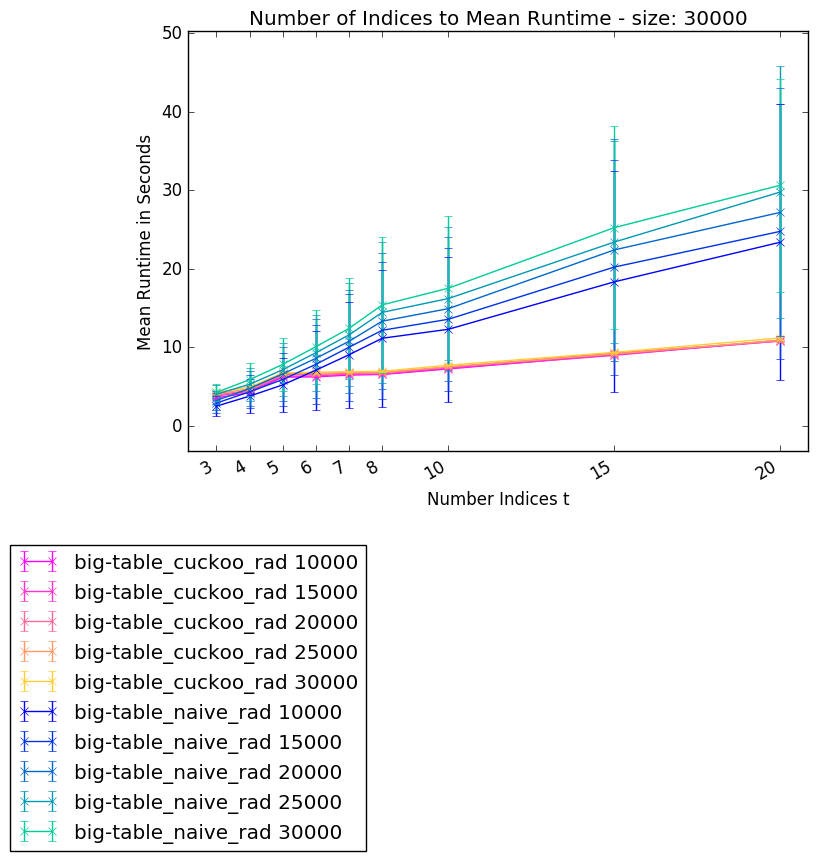 Number of Indices to Mean Runtime - size: 30000
50
40
30
20
10
0
Mean Runtime in Seconds
3 4 5 6 7 8 10 15 20
Number Indices t
big-table_cuckoo_rad 10000
big-table_cuckoo_rad 15000
big-table_cuckoo_rad 20000
big-table_cuckoo_rad 25000
big-table_cuckoo_rad 30000
big-table_naive_rad 10000
big-table_naive_rad 15000
big-table_naive_rad 20000
big-table_naive_rad 25000
big-table_naive_rad 30000